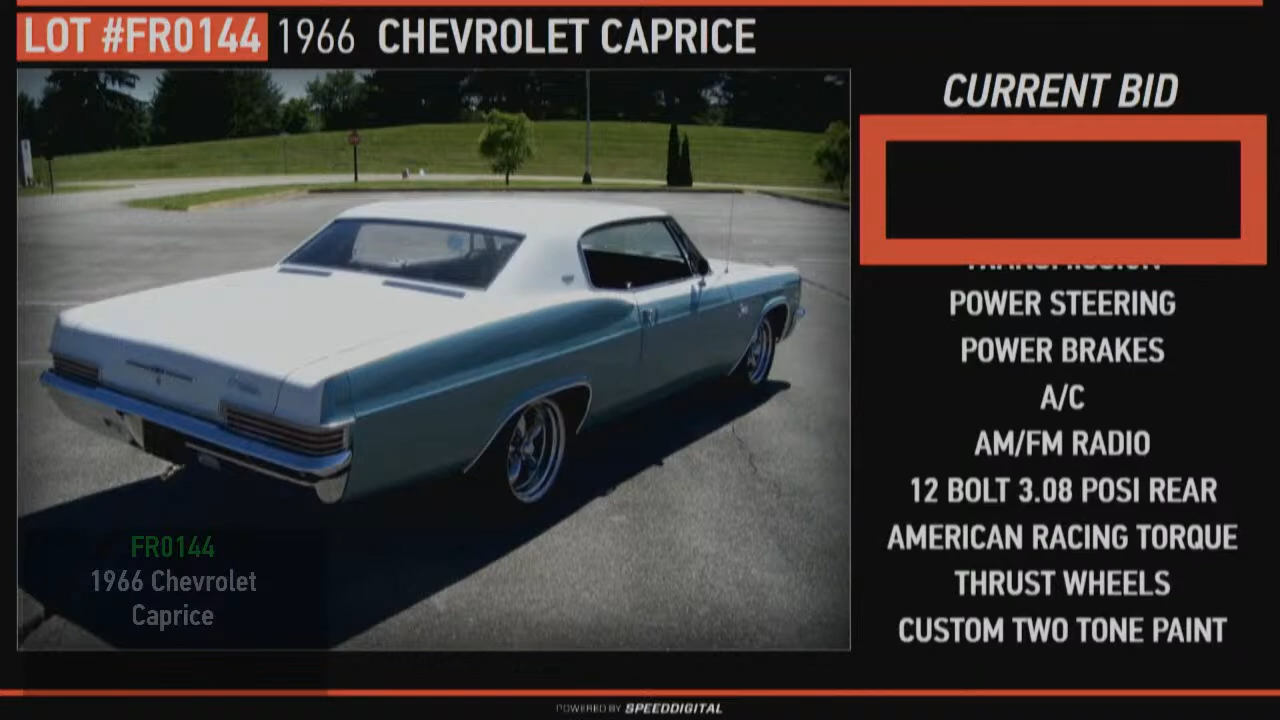 LOT #FR0144 1966 CHEVROLET CAPRICE
CURRENT BID
TRANSMISSION
POWER STEERING
POWER BRAKES
A/C
AM/FM RADIO
12 BOLT 3.08 POSI REAR
AMERICAN RACING TORQUE
THRUST WHEELS
CUSTOM TWO TONE PAINT
FR0144
1966 Chevrolet
Caprice
POWERED BY SPEEDDIGITAL